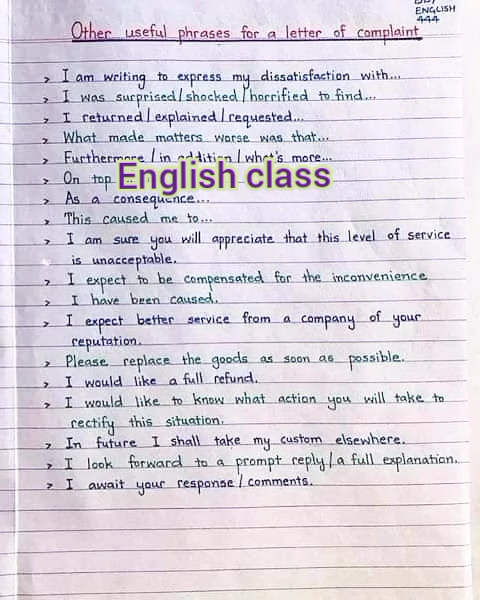 ENGLISH
444
Other useful phrases for a letter of complaint
> I am writing to express my dissatisfaction with...
> I was surprised/shocked/horrified to find...
> I returned/explained/requested...
> What made matters worse was that...
> Furthermore/in addition/what's more...
> On top
English class
> As a consequence...
> This caused me to...
> I am sure you will appreciate that this level of service
is unacceptable.
> I expect to be compensated for the inconvenience
> I have been caused.
> I expect better service from a company of your
reputation.
> Please replace the goods as soon as possible.
> I would like a full refund.
> I would like to know what action you will take to
rectify this situation.
> In future I shall take my custom elsewhere.
> I look forward to a prompt reply/a full explanation.
> I await your response/comments.